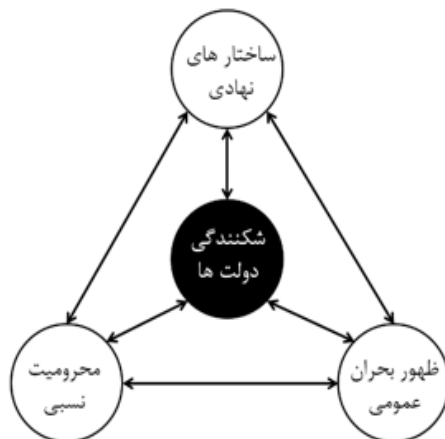 ساختار های
نهادی
شکنندگی
دولت ها
محرومیت
نسبی
ظهور بحران
عمومی